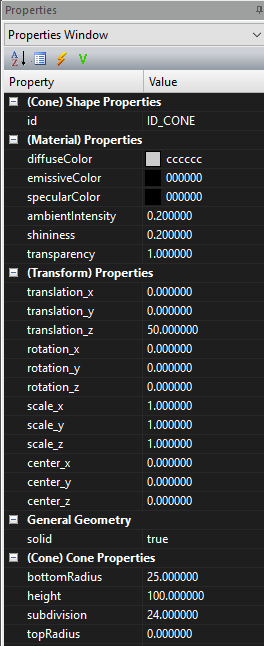 Properties
Properties Window
A
Z
V
Property Value
(Cone) Shape Properties
id ID_CONE
(Material) Properties
diffuseColor cccccc
emissiveColor 000000
specularColor 000000
ambientIntensity 0.200000
shininess 0.200000
transparency 1.000000
(Transform) Properties
translation_x 0.000000
translation_y 0.000000
translation_z 50.000000
rotation_x 0.000000
rotation_y 0.000000
rotation_z 0.000000
scale_x 1.000000
scale_y 1.000000
scale_z 1.000000
center_x 0.000000
center_y 0.000000
center_z 0.000000
General Geometry
solid true
(Cone) Cone Properties
bottomRadius 25.000000
height 100.000000
subdivision 24.000000
topRadius 0.000000